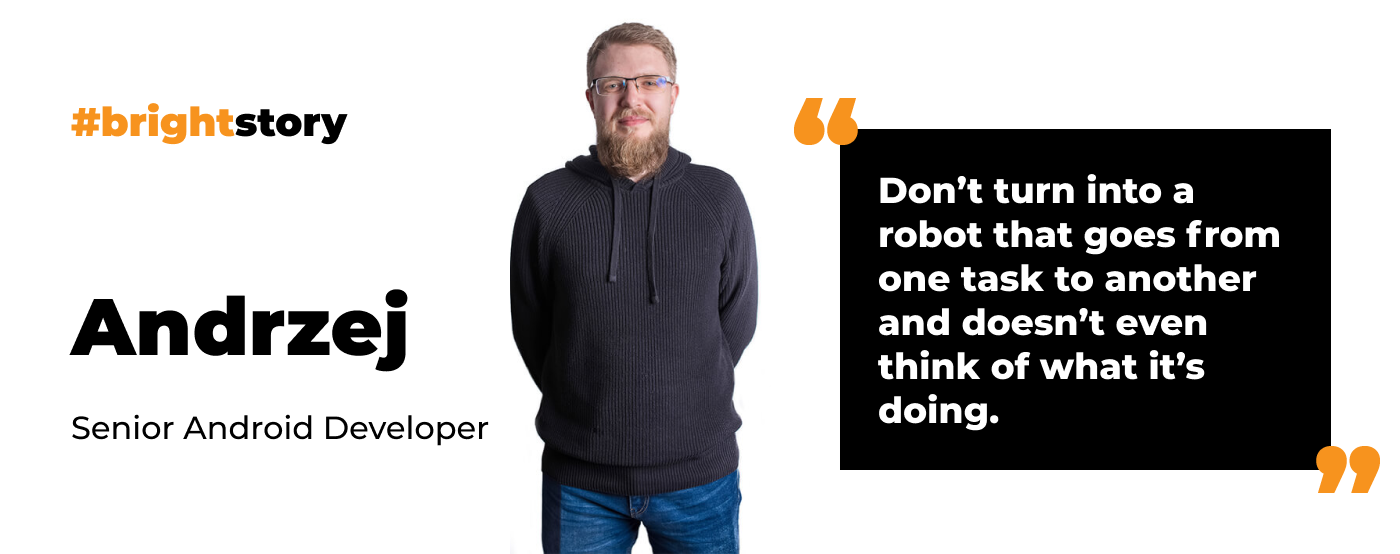 #brightstory
Andrzej
Senior Android Developer
“
Don’t turn into a
robot that goes from
one task to another
and doesn’t even
think of what it’s
doing.
”